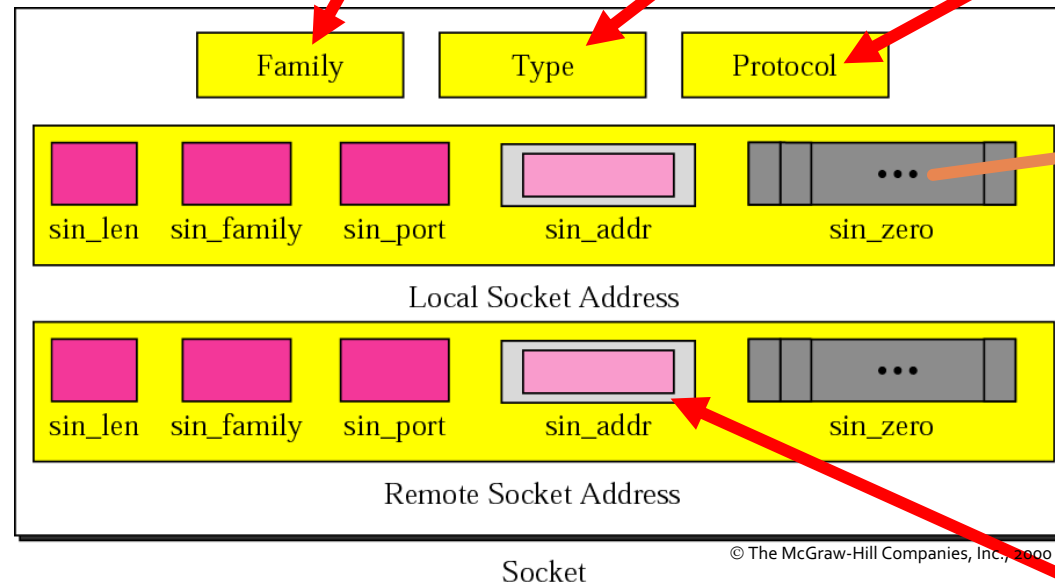 Family Type Protocol
•••
sin_len sin_family sin_port sin_addr sin_zero
Local Socket Address
•••
sin_len sin_family sin_port sin_addr sin_zero
Remote Socket Address
© The McGraw-Hill Companies, Inc., 2000
Socket